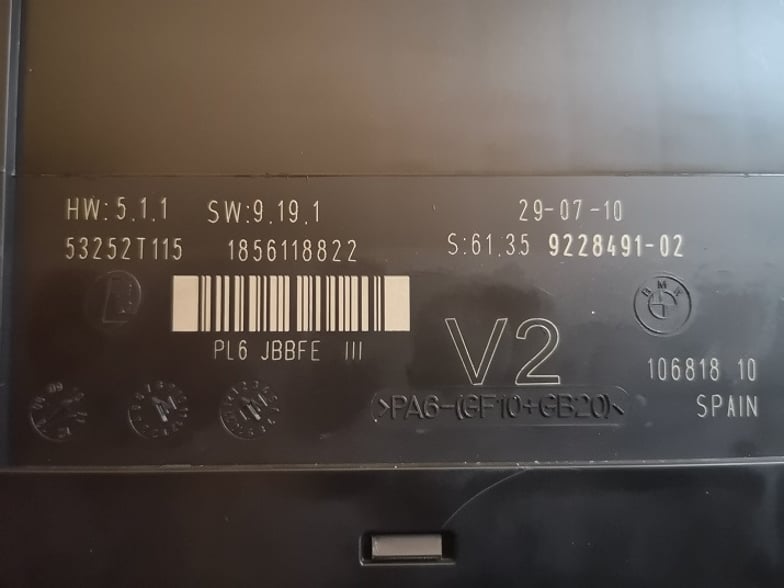 HW: 5.1.1 SW:9.19.1 29-07-10
53252T115 1856118822 S:61.35 9228491-02
BMW
PL6 JBBFE III
V2
106818 10
>PA6-(GF10+GB20)<
SPAIN